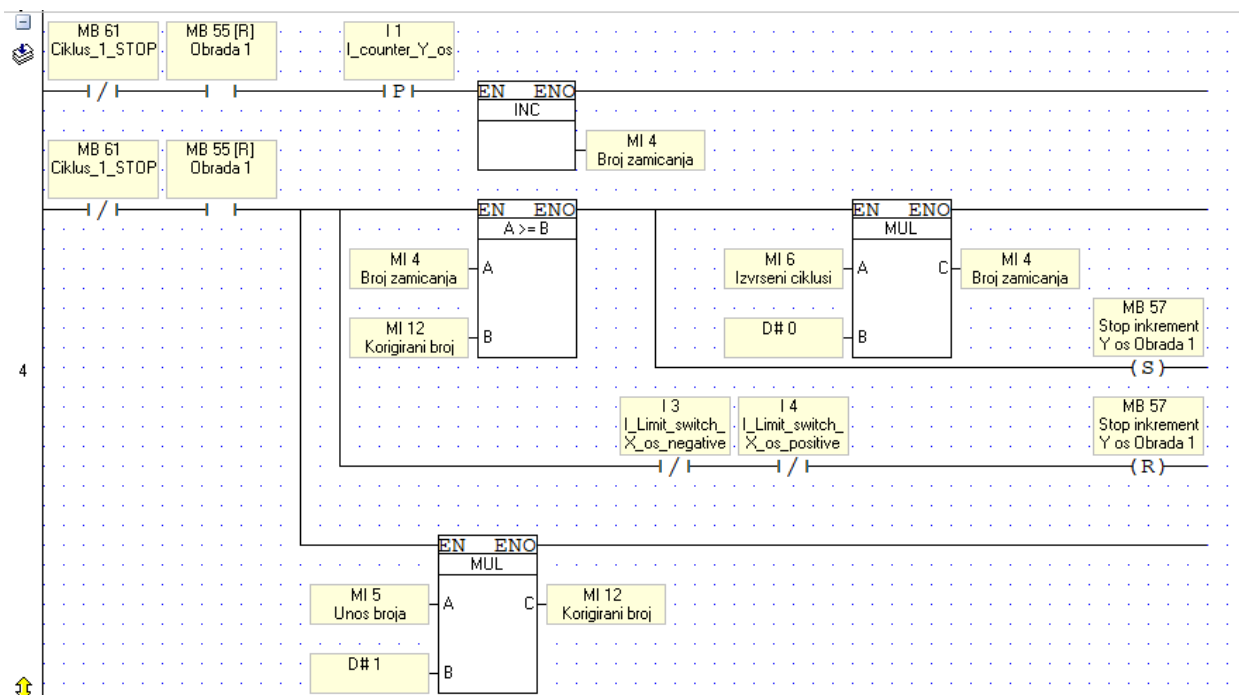 MB 61
Ciklus_1_STOP
MB 55 [R]
Obrada 1
I 1
I_counter_Y_os
P
EN ENO
INC
MI 4
Broj zamicanja
MB 61
Ciklus_1_STOP
MB 55 [R]
Obrada 1
EN ENO
A >= B
MI 4
Broj zamicanja
A
MI 12
Korigirani broj
B
EN ENO
MUL
MI 6
Izvrseni ciklusi
A
C
MI 4
Broj zamicanja
D# 0
B
MB 57
Stop inkrement
Y os Obrada 1
(S)
4
I 3
I_Limit_switch_
X_os_negative
I 4
I_Limit_switch_
X_os_positive
MB 57
Stop inkrement
Y os Obrada 1
(R)
EN ENO
MUL
MI 5
Unos broja
A
C
MI 12
Korigirani broj
D# 1
B